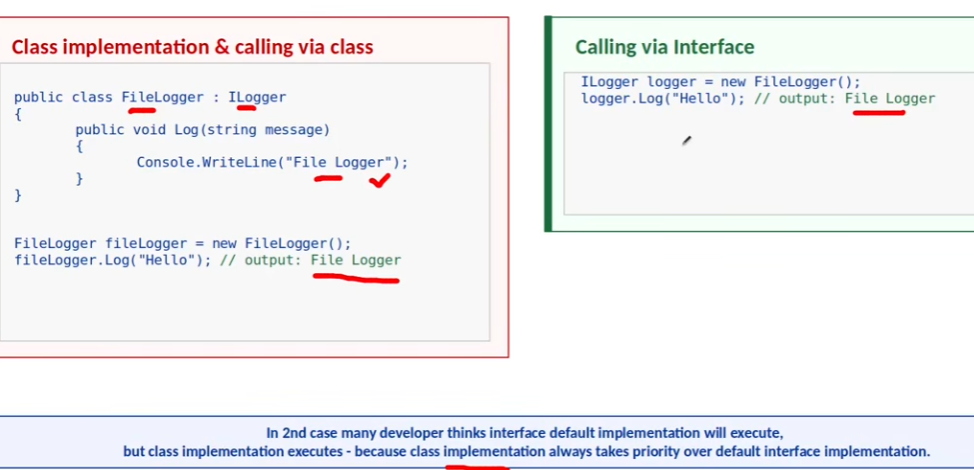 Class implementation & calling via class
public class FileLogger : ILogger
{
public void Log(string message)
{
Console.WriteLine("File Logger");
}
}
FileLogger fileLogger = new FileLogger();
fileLogger.Log("Hello"); // output: File Logger
Calling via Interface
ILogger logger = new FileLogger();
logger.Log("Hello"); // output: File Logger
In 2nd case many developer thinks interface default implementation will execute,
but class implementation executes - because class implementation always takes priority over default interface implementation.